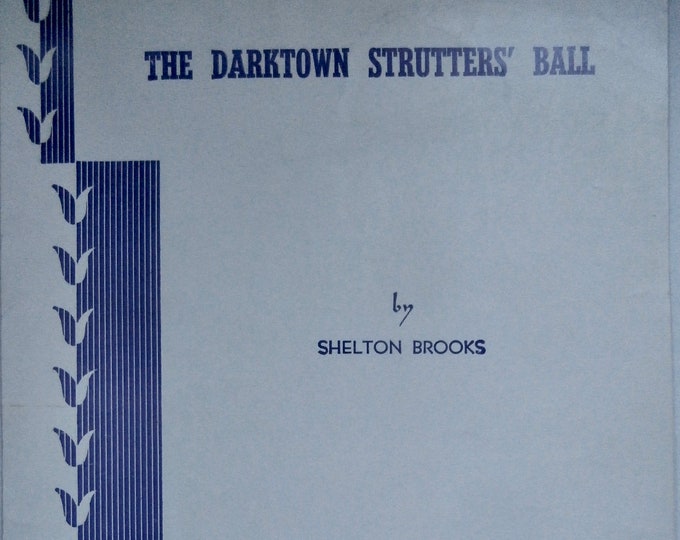 THE DARKTOWN STRUTTERS' BALL
by
SHELTON BROOKS